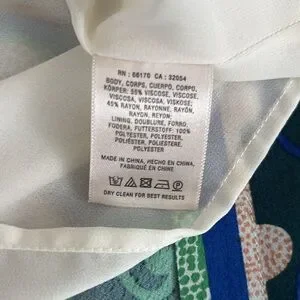 RN : 66170 CA : 32054
BODY, CORPS, CUERPO, CORPO,
KÖRPER: 55% VISCOSE, VISCOSE,
VISCOSA, VISCOSA, VISKOSE;
45% RAYON, RAYONNE, RAYON,
RAYON, REYON;
LINING, DOUBLURE, FORRO,
FODERA, FUTTERSTOFF: 100%
POLYESTER, POLYESTER,
POLIÉSTER, POLIESTERE,
POLYESTER
MADE IN CHINA, HECHO EN CHINA,
FABRIQUÉ EN CHINE
DRY CLEAN FOR BEST RESULTS